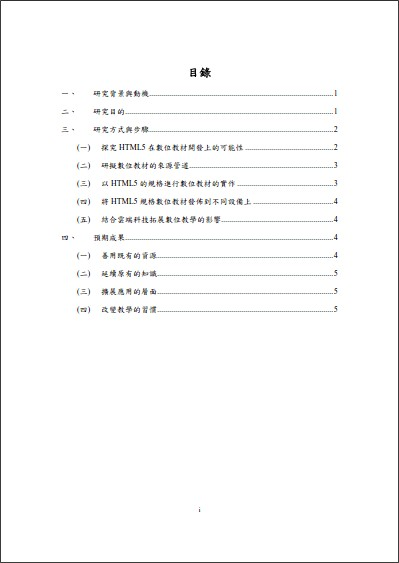 目錄
一、 研究背景與動機 1
二、 研究目的 1
三、 研究方式與步驟 2
(一) 探究 HTML5 在數位教材開發上的可能性 2
(二) 研擬數位教材的來源管道 3
(三) 以 HTML5 的規格進行數位教材的實作 3
(四) 將 HTML5 規格數位教材發佈到不同設備上 4
(五) 結合雲端科技拓展數位教學的影響 4
四、 預期成果 4
(一) 善用既有的資源 4
(二) 延續原有的知識 5
(三) 擴展應用的層面 5
(四) 改變教學的習慣 5
i